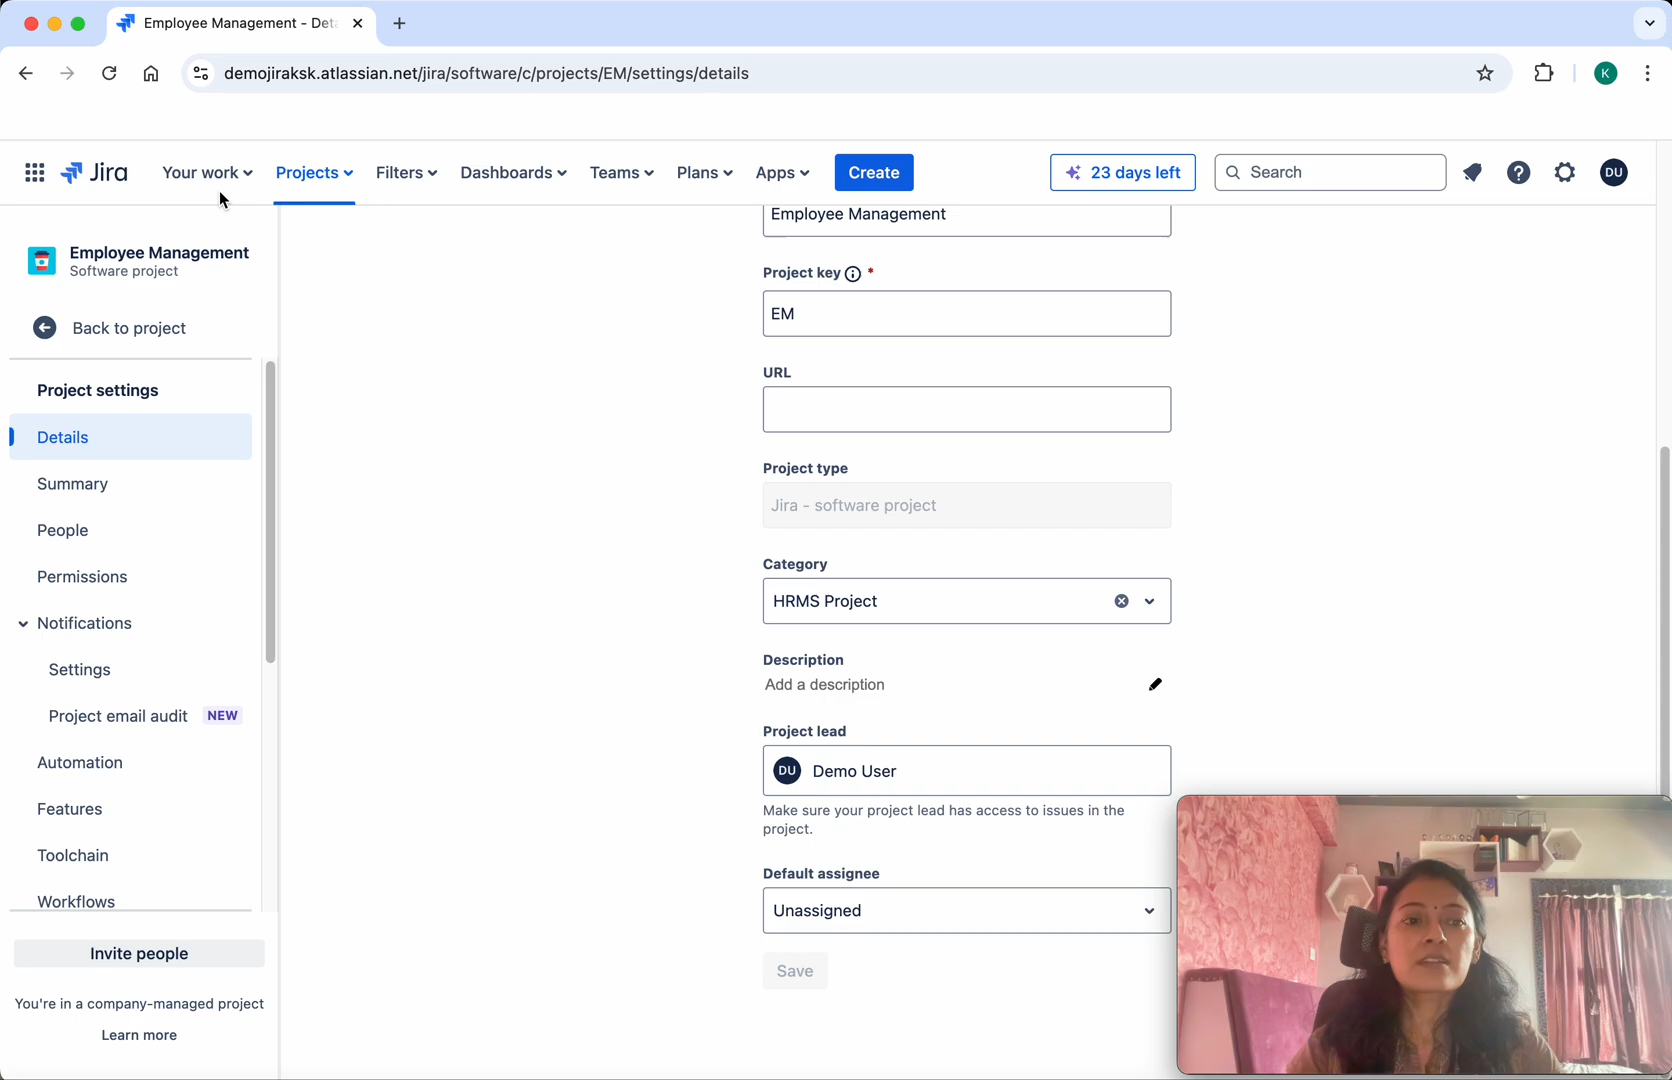 Employee Management - Det
demojiraksk.atlassian.net/jira/software/c/projects/EM/settings/details
K
Jira
Your work
Projects
Filters
Dashboards
Teams
Plans
Apps
Create
23 days left
Search
DU
Employee Management
Software project
Back to project
Project settings
Details
Summary
People
Permissions
Notifications
Settings
Project email audit NEW
Automation
Features
Toolchain
Workflows
Invite people
You're in a company-managed project
Learn more
Employee Management
Project key *
EM
URL
Project type
Jira - software project
Category
HRMS Project
Description
Add a description
Project lead
DU Demo User
Make sure your project lead has access to issues in the
project.
Default assignee
Unassigned
Save